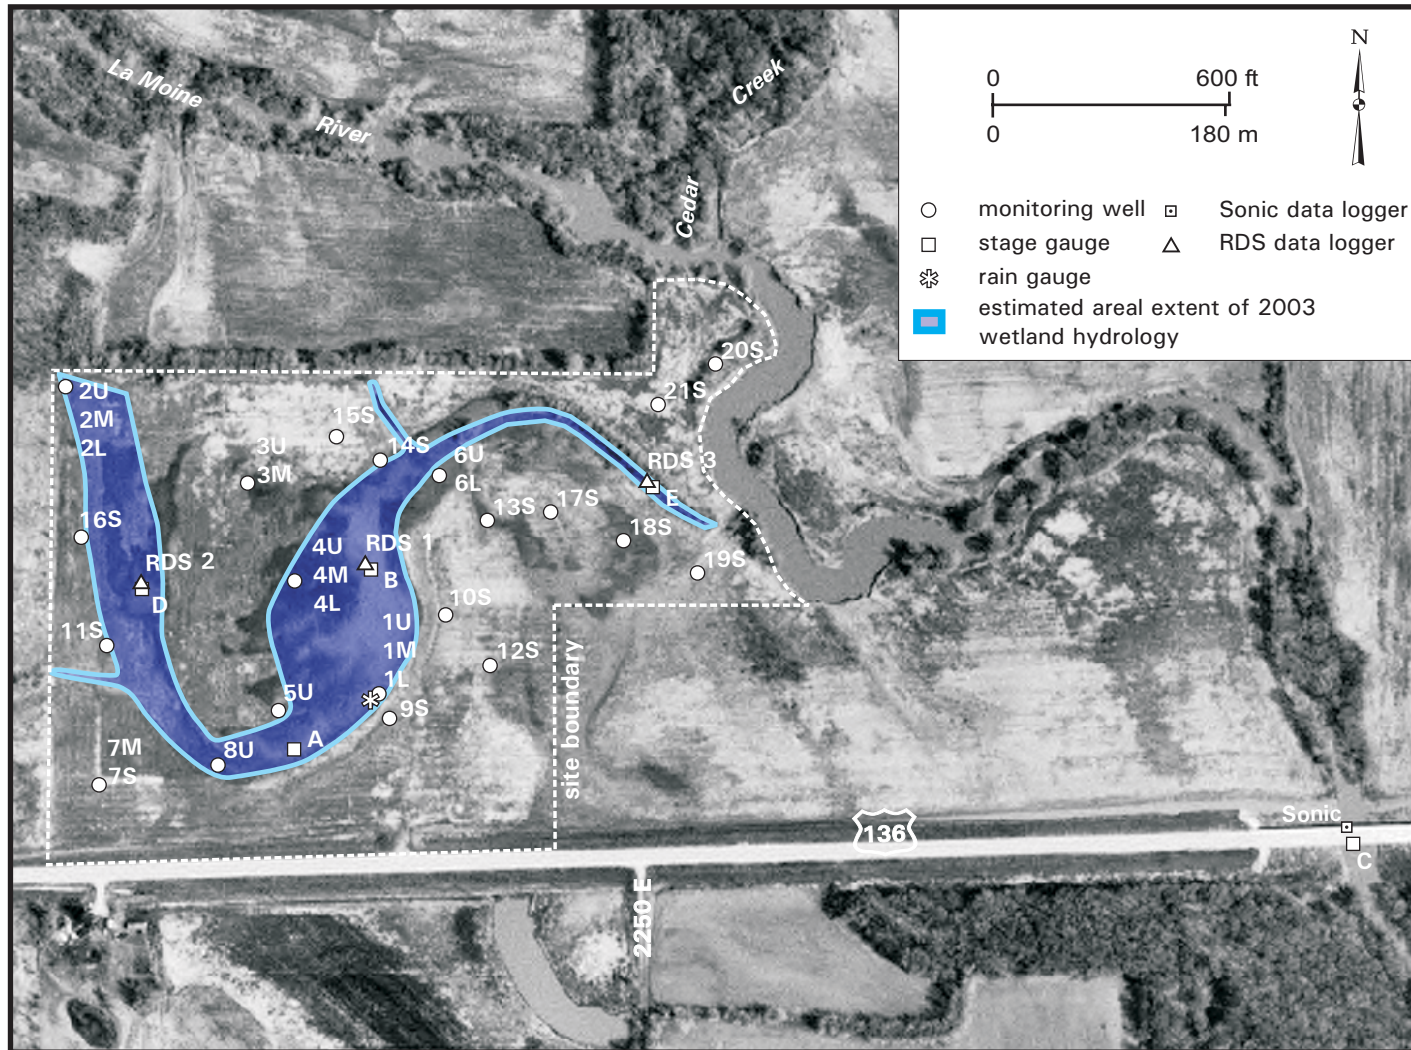 La Moine
River
Creek
Cedar
N
0 600 ft
0 180 m
monitoring well
Sonic data logger
stage gauge
RDS data logger
rain gauge
estimated areal extent of 2003
wetland hydrology
20S
21S
2U
2M
2L
15S
3U
3M
14S
6U
6L
RDS 3
E
13S
17S
18S
19S
16S
RDS 2
D
4U
4M
4L
RDS 1
B
10S
1U
1M
1L
12S
11S
5U
9S
A
8U
7M
7S
site boundary
136
Sonic
C
2250 E